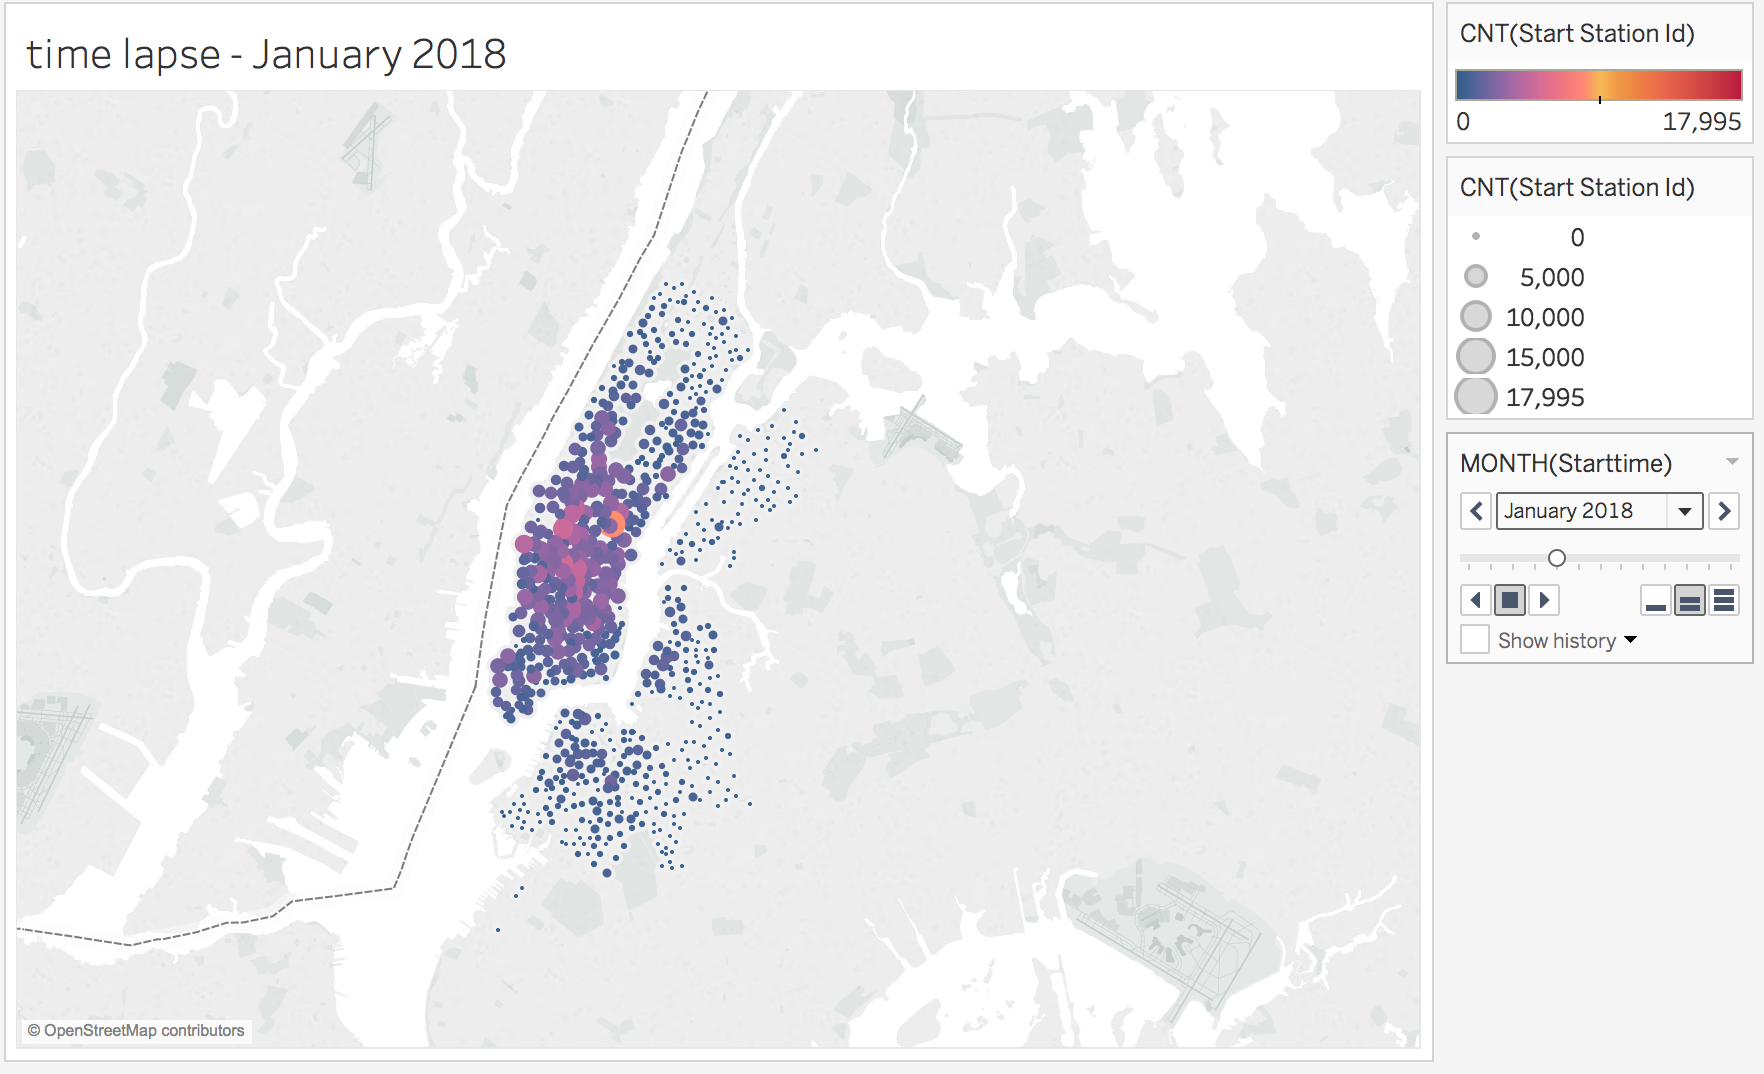 time lapse - January 2018
© OpenStreetMap contributors
CNT(Start Station Id)
0 17,995
CNT(Start Station Id)
0
5,000
10,000
15,000
17,995
MONTH(Starttime)
January 2018
Show history